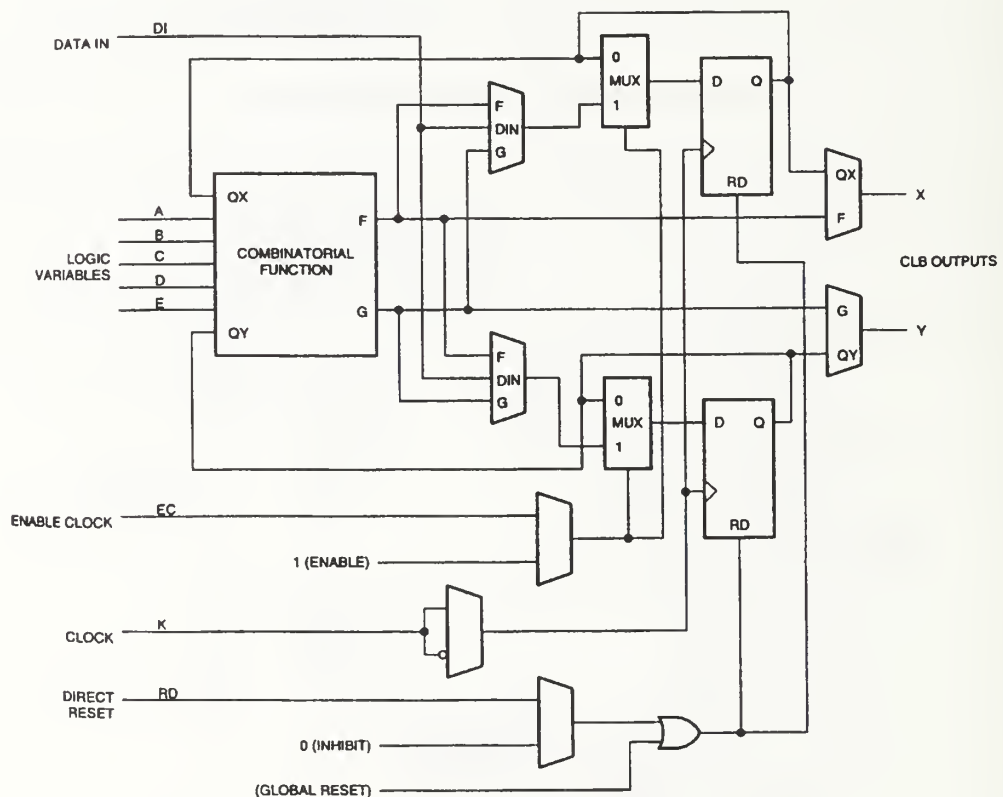 DI
DATA IN
0
MUX
1
D Q
RD
F
DIN
G
QX
F
X
QX
A
B
C
D
E
QY
LOGIC
VARIABLES
COMBINATORIAL
FUNCTION
F
G
CLB OUTPUTS
G
QY
Y
F
DIN
G
0
MUX
1
D Q
RD
ENABLE CLOCK
EC
1 (ENABLE)
CLOCK
K
DIRECT
RESET
RD
0 (INHIBIT)
(GLOBAL RESET)